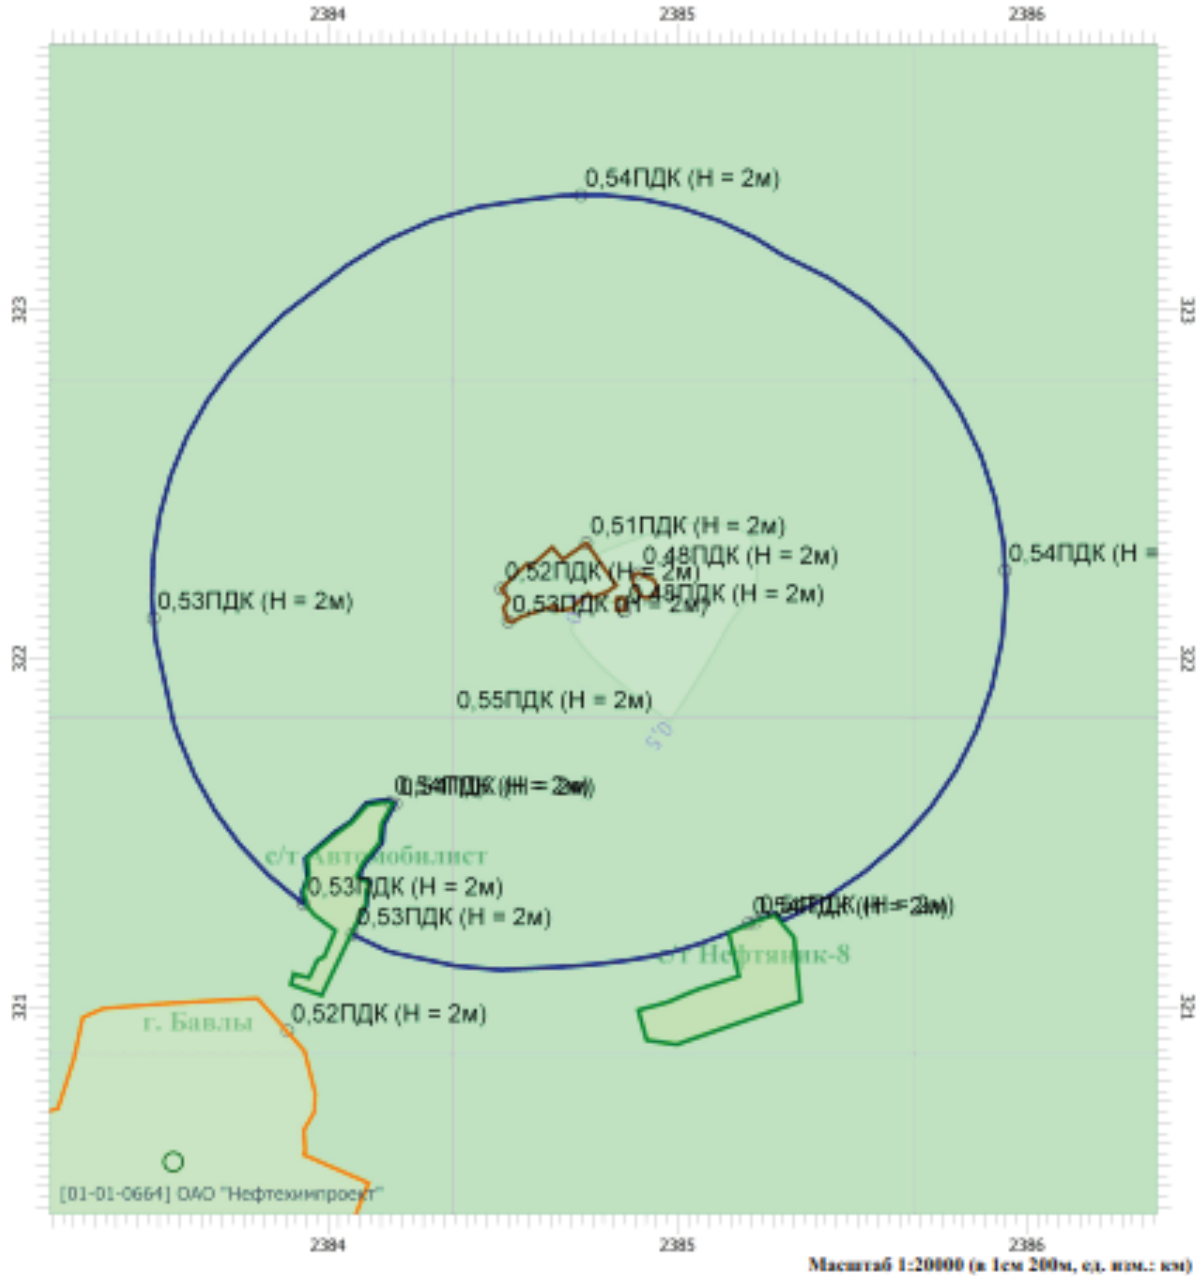 2384 2385 2386
0,54ПДК (Н = 2м)
323 323
0,51ПДК (Н = 2м)
0,48ПДК (Н = 2м)
0,54ПДК (Н =
0,52ПДК (Н = 2м)
0,48ПДК (Н = 2м)
0,53ПДК (Н = 2м)
0,53ПДК (Н = 2м)
322 322
0,55ПДК (Н = 2м)
0,5
с/т Автомобилист
0,53ПДК (Н = 2м)
0,53ПДК (Н = 2м)
с/т Нефтяник-8
321 321
0,52ПДК (Н = 2м)
г. Бавлы
[01-01-0664] ОАО "Нефтехимпроект"
2384 2385 2386
Масштаб 1:20000 (в 1см 200м, ед. изм.: км)